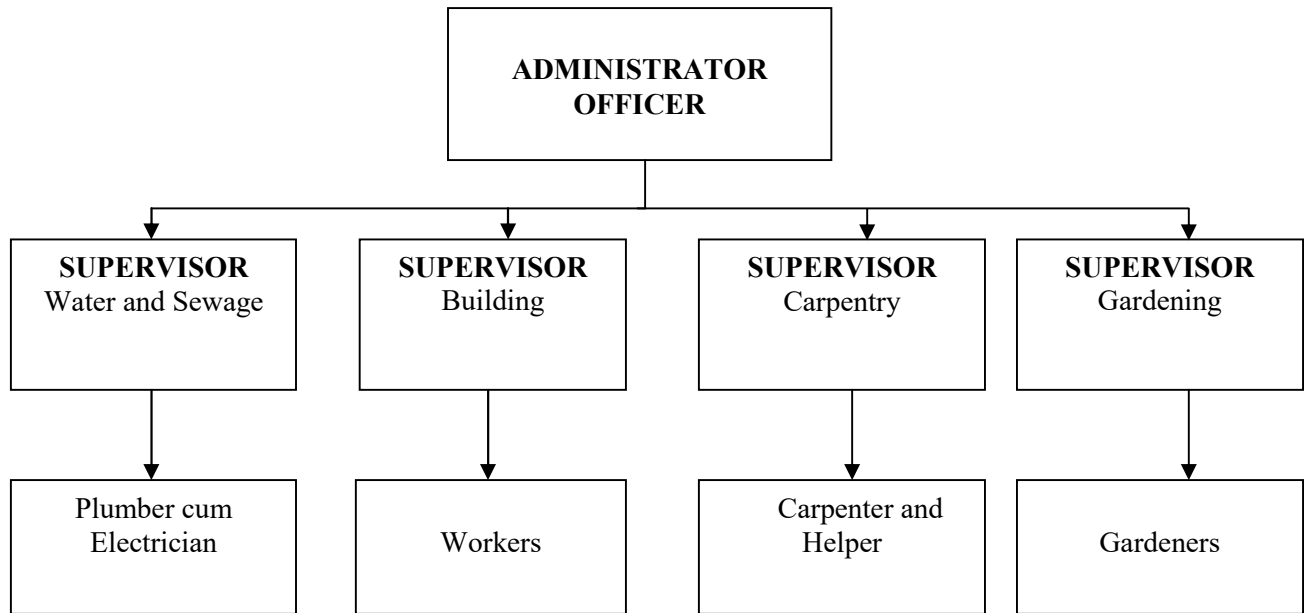 ADMINISTRATOR
OFFICER
SUPERVISOR
Water and Sewage
SUPERVISOR
Building
SUPERVISOR
Carpentry
SUPERVISOR
Gardening
Plumber cum
Electrician
Workers
Carpenter and
Helper
Gardeners